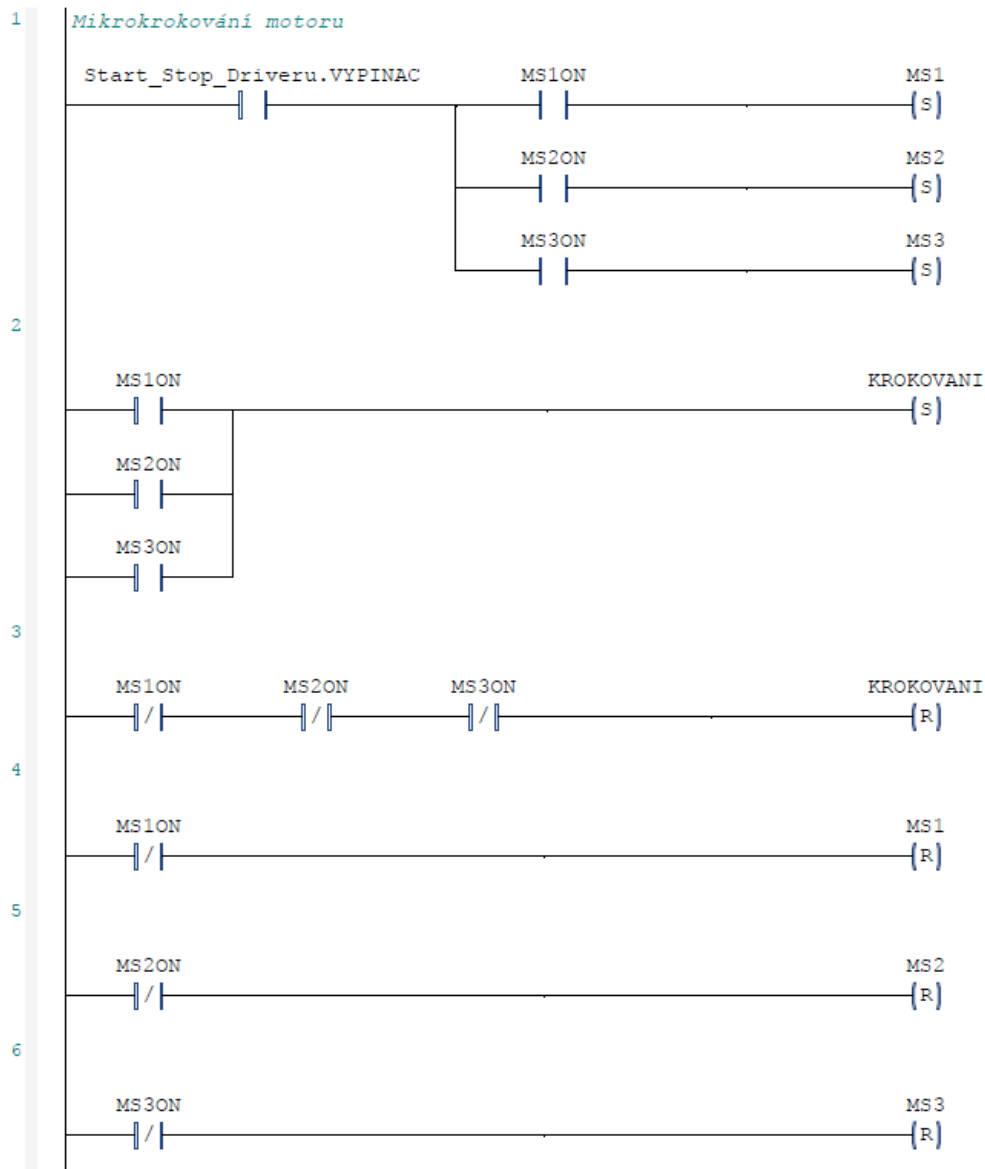 1
Mikrokrokování motoru
Start_Stop_Driveru.VYPINAC MS1ON MS1
S
MS2ON MS2
S
MS3ON MS3
S
2
MS1ON KROKOVANI
S
MS2ON
MS3ON
3
MS1ON MS2ON MS3ON KROKOVANI
/ / / R
4
MS1ON MS1
/ R
5
MS2ON MS2
/ R
6
MS3ON MS3
/ R